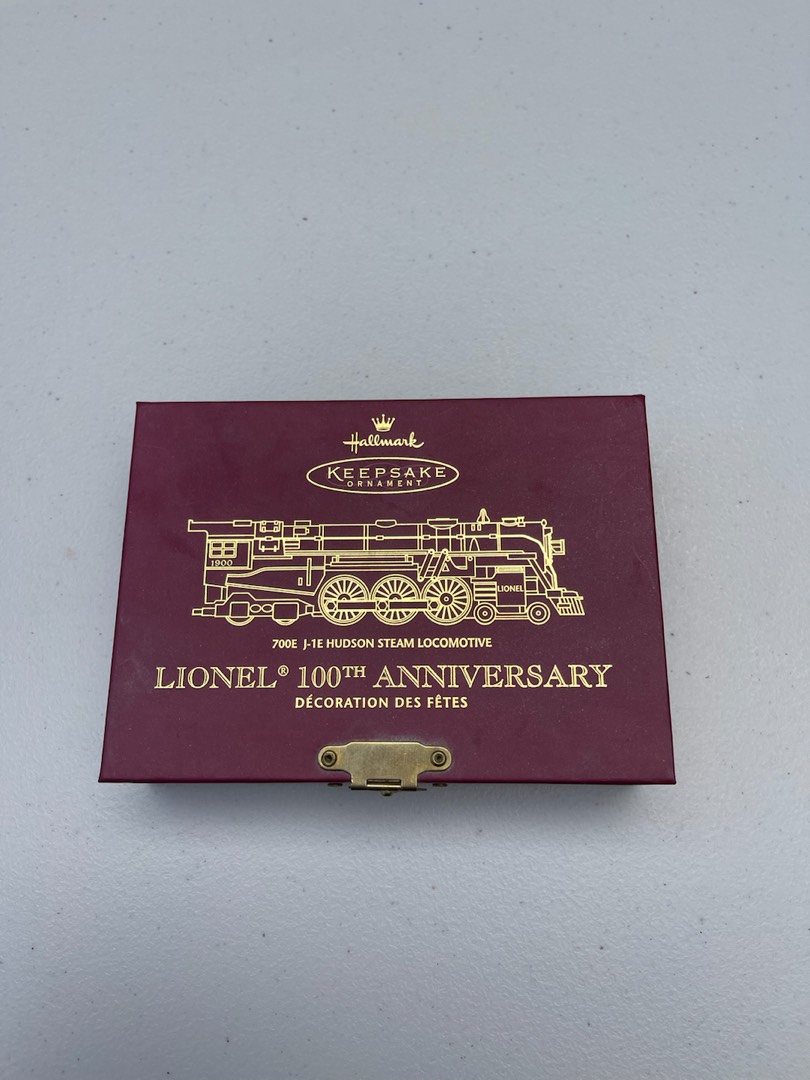 Hallmark
KEEPSAKE
ORNAMENT
1900
LIONEL
700E J-1E HUDSON STEAM LOCOMOTIVE
LIONEL® 100TH ANNIVERSARY
DÉCORATION DES FÊTES